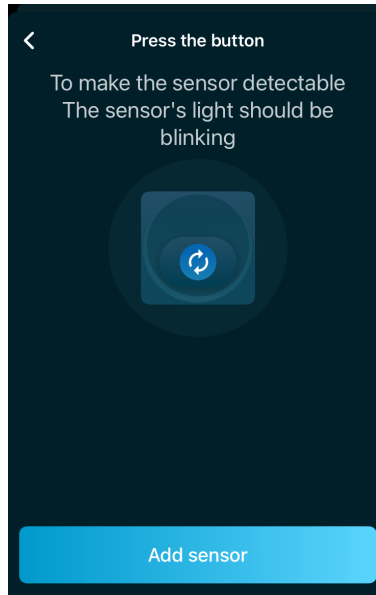 Press the button
To make the sensor detectable
The sensor's light should be
blinking
Add sensor